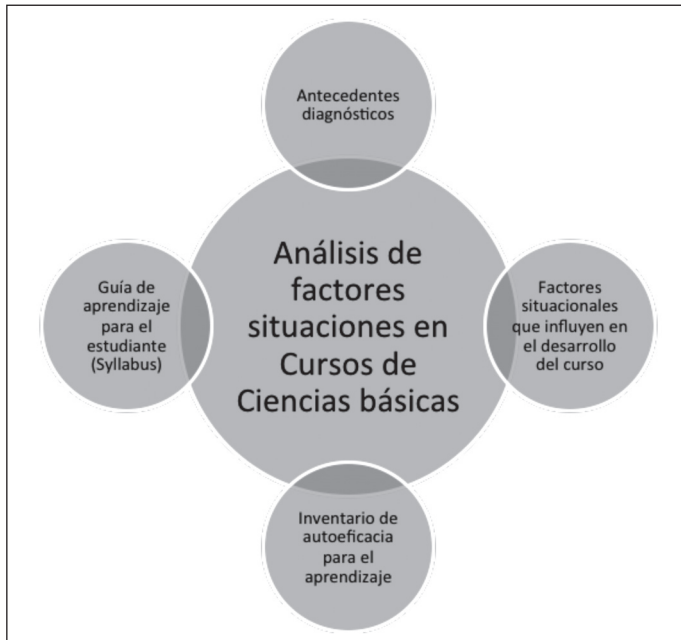 Antecedentes
diagnósticos
Análisis de
factores
situaciones en
Cursos de
Ciencias básicas
Guía de
aprendizaje
para el
estudiante
(Syllabus)
Factores
situacionales
que influyen en
el desarrollo
del curso
Inventario de
autoeficacia
para el
aprendizaje